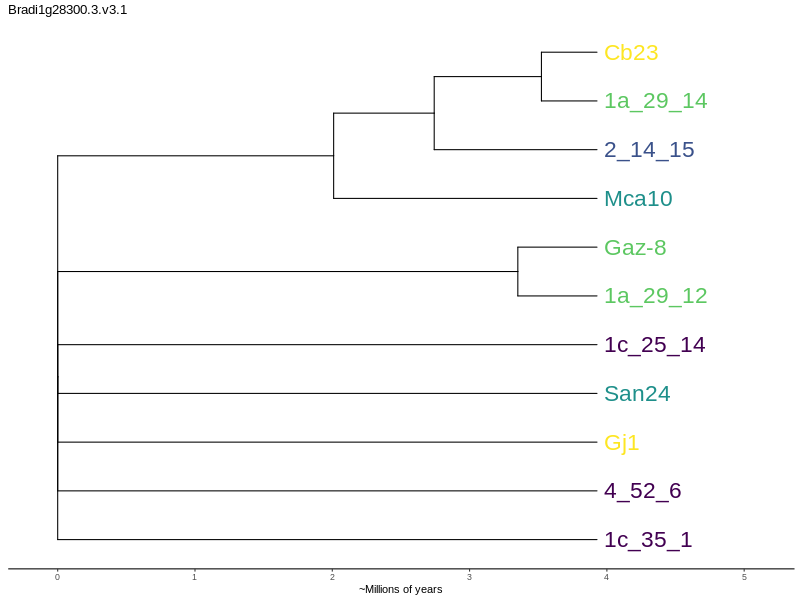 Bradi1g28300.3.v3.1
Cb23
1a_29_14
2_14_15
Mca10
Gaz-8
1a_29_12
1c_25_14
San24
Gj1
4_52_6
1c_35_1
0 1 2 3 4 5
~Millions of years